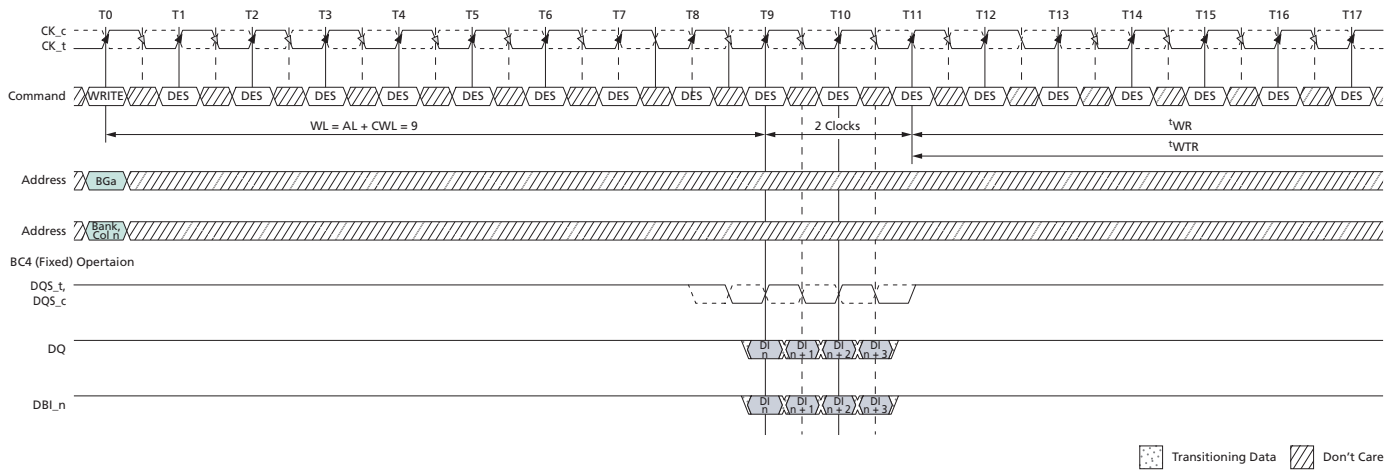 T0 T1 T2 T3 T4 T5 T6 T7 T8 T9 T10 T11 T12 T13 T14 T15 T16 T17
CK_c
CK_t
Command WRITE DES DES DES DES DES DES DES DES DES DES DES DES DES DES DES DES DES
WL = AL + CWL = 9 2 Clocks tWR
tWTR
Address BGa
Address Bank, Col n
BC4 (Fixed) Opertaion
DQS_t,
DQS_c
DQ DI n DI n + 1 DI n + 2 DI n + 3
DBI_n DI n DI n + 1 DI n + 2 DI n + 3
Transitioning Data Don't Care